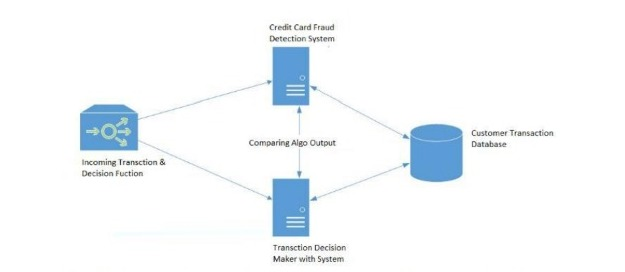 Credit Card Fraud
Detection System
Comparing Algo Output
Customer Transaction
Database
Incoming Transction &
Decision Fuction
Transction Decision
Maker with System